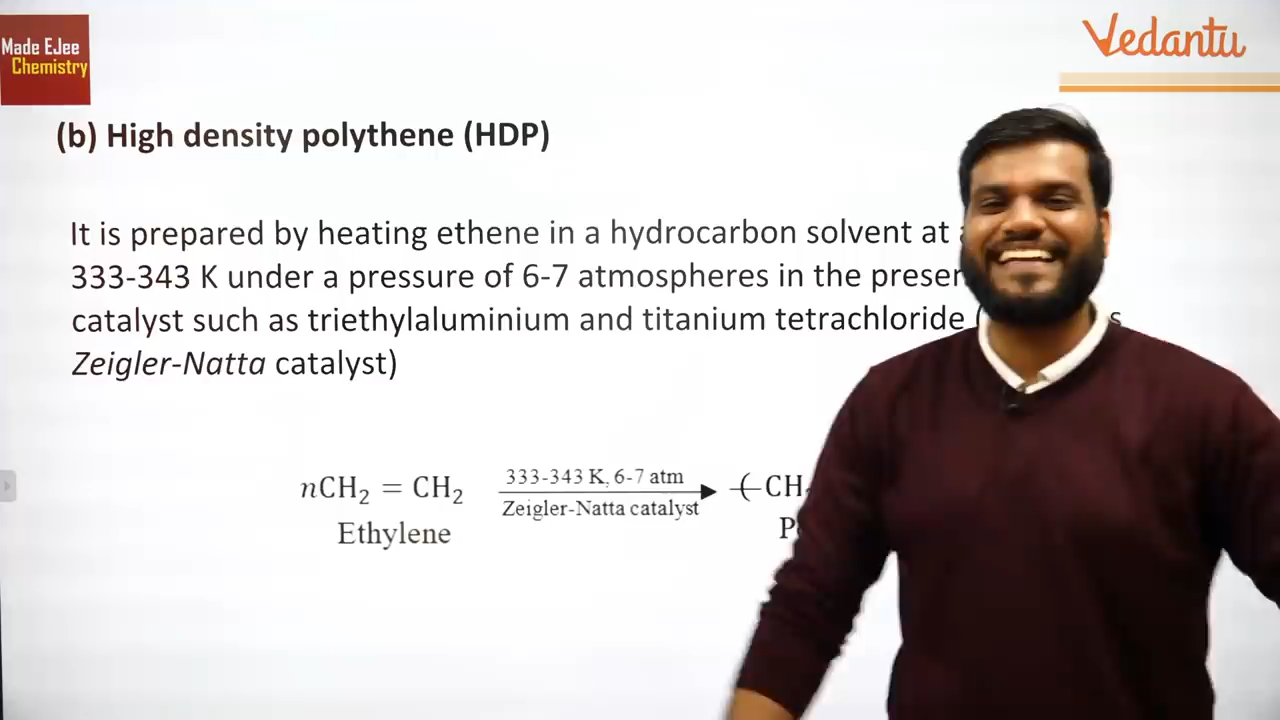 Made EJee
Chemistry
Vedantu
(b) High density polythene (HDP)
It is prepared by heating ethene in a hydrocarbon solvent at
333-343 K under a pressure of 6-7 atmospheres in the
catalyst such as triethylaluminium and titanium tetrachloride (
Zeigler-Natta catalyst)
333-343 K, 6-7 atm
nCH₂ = CH₂ (CH
Zeigler-Natta catalyst
Ethylene